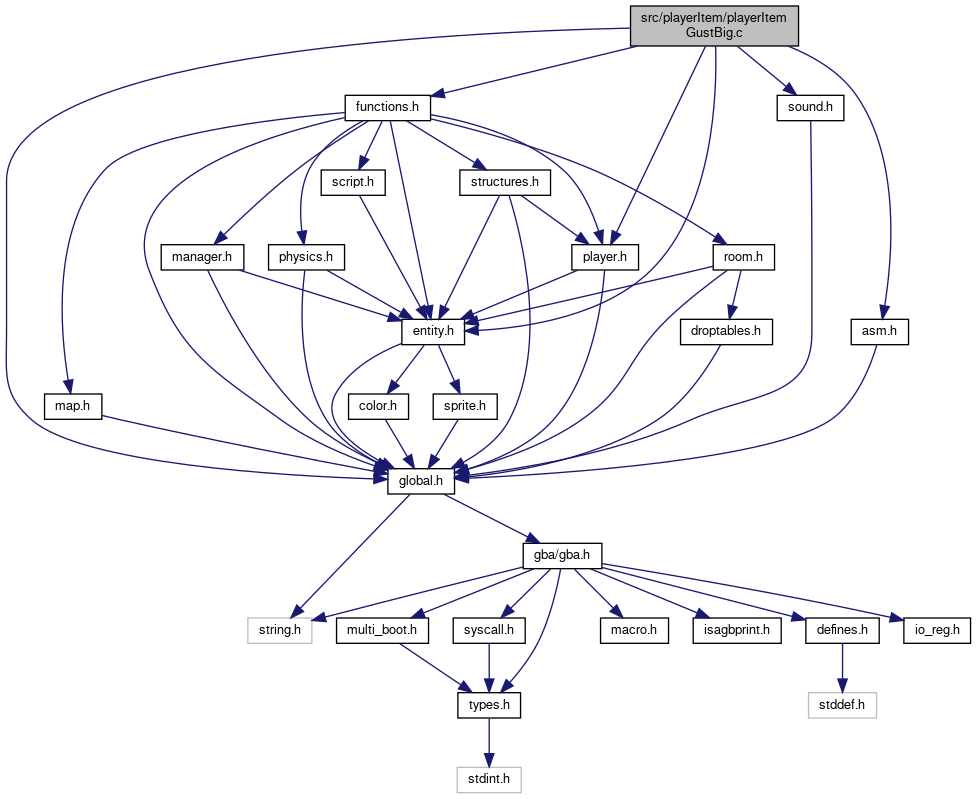 src/playerItem/playerItem
GustBig.c
functions.h
sound.h
script.h
structures.h
manager.h
physics.h
player.h
room.h
entity.h
droptables.h
asm.h
map.h
color.h
sprite.h
global.h
gba/gba.h
string.h
multi_boot.h
syscall.h
macro.h
isagbprint.h
defines.h
io_reg.h
types.h
stddef.h
stdint.h